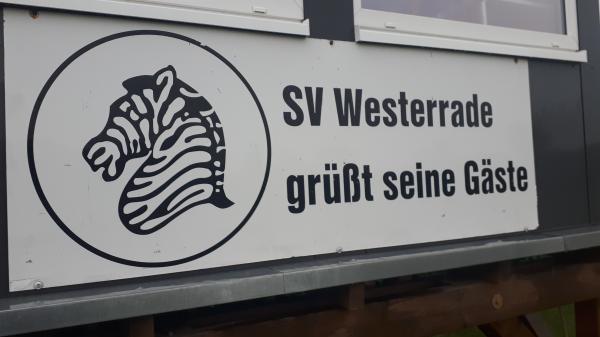 SV Westerrade
grüßt seine Gäste